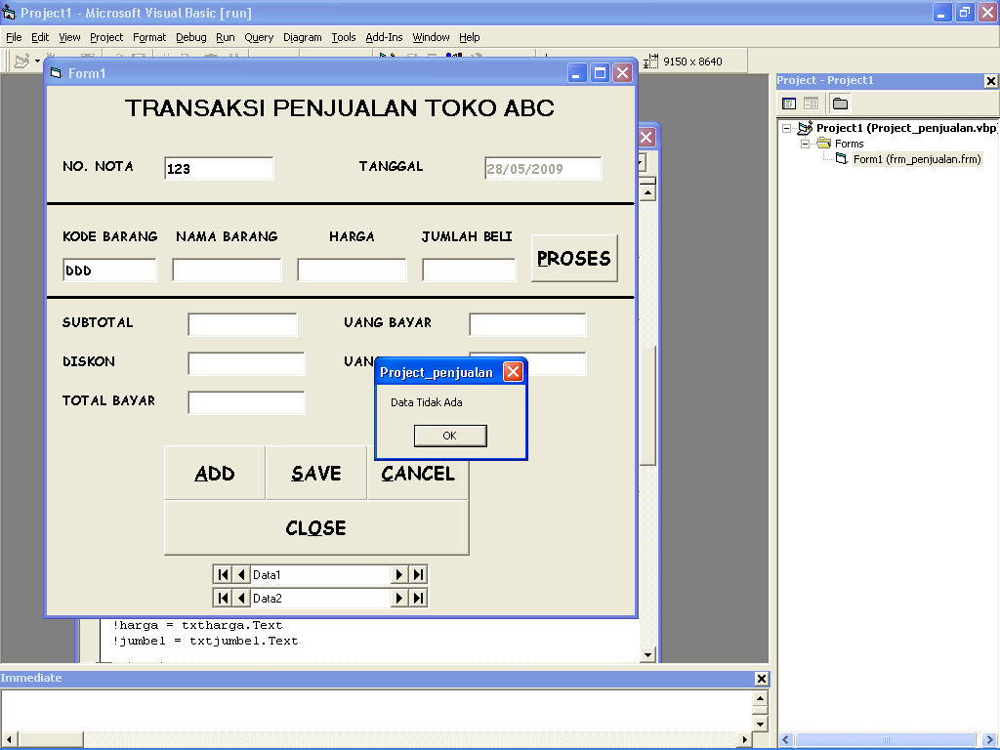 Project1 - Microsoft Visual Basic [run]
File Edit View Project Format Debug Run Query Diagram Tools Add-Ins Window Help
9150 x 8640
Form1
TRANSAKSI PENJUALAN TOKO ABC
NO. NOTA 123 TANGGAL 28/05/2009
KODE BARANG NAMA BARANG HARGA JUMLAH BELI
DDD
PROSES
SUBTOTAL UANG BAYAR
DISKON
TOTAL BAYAR
Project_penjualan
Data Tidak Ada
OK
ADD SAVE CANCEL
CLOSE
Data1
Data2
!harga = txtharga.Text
!jumbel = txtjumbel.Text
Immediate
Project - Project1
Project1 (Project_penjualan.vbp)
Forms
Form1 (frm_penjualan.frm)